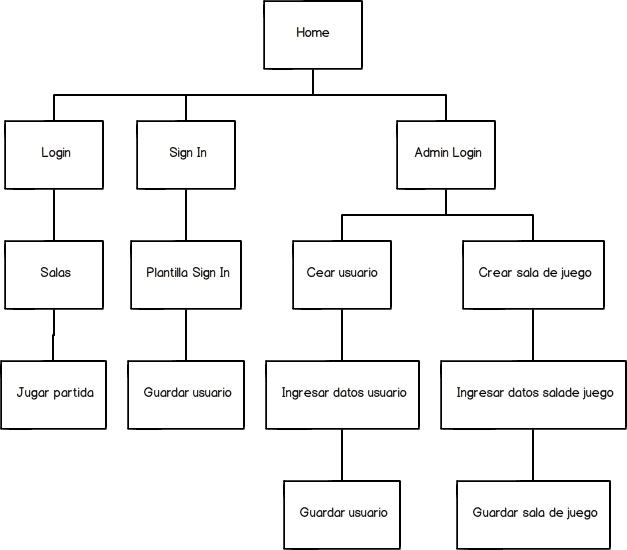 Home
Login
Sign In
Admin Login
Salas
Plantilla Sign In
Cear usuario
Crear sala de juego
Jugar partida
Guardar usuario
Ingresar datos usuario
Ingresar datos salade juego
Guardar usuario
Guardar sala de juego